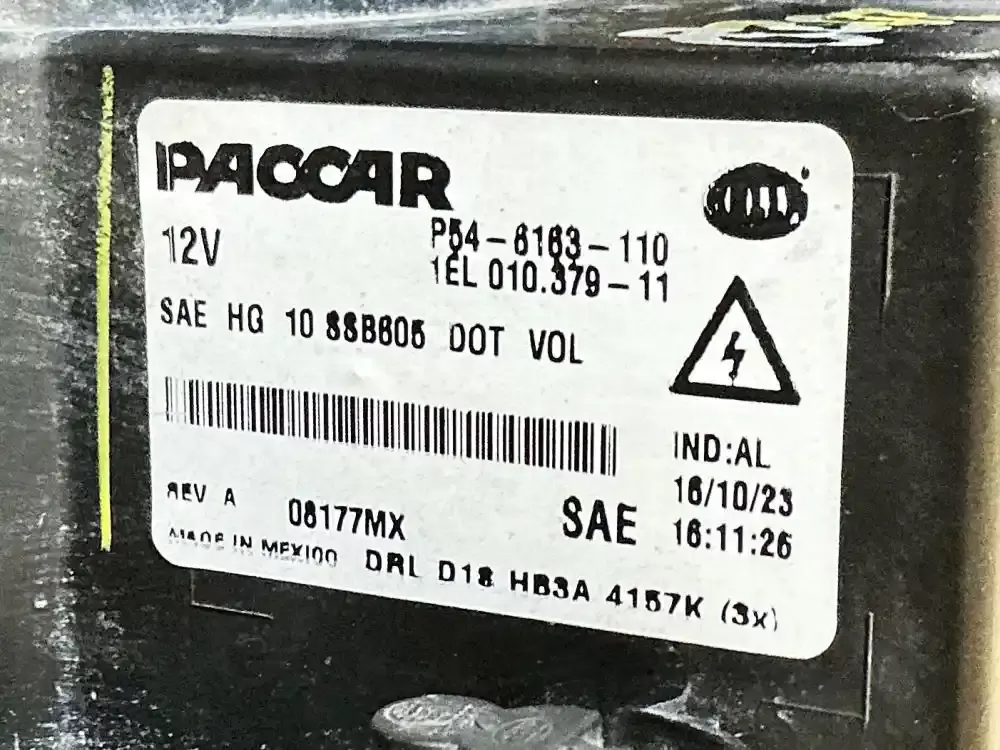 PACCAR
12V
P54-6163-110
1EL 010.379-11
SAE HG 10 SSB605 DOT VOL
IND:AL
16/10/23
16:11:26
REV A 08177MX SAE
MADE IN MEXICO DRL D18 HB3A 4157K (3x)